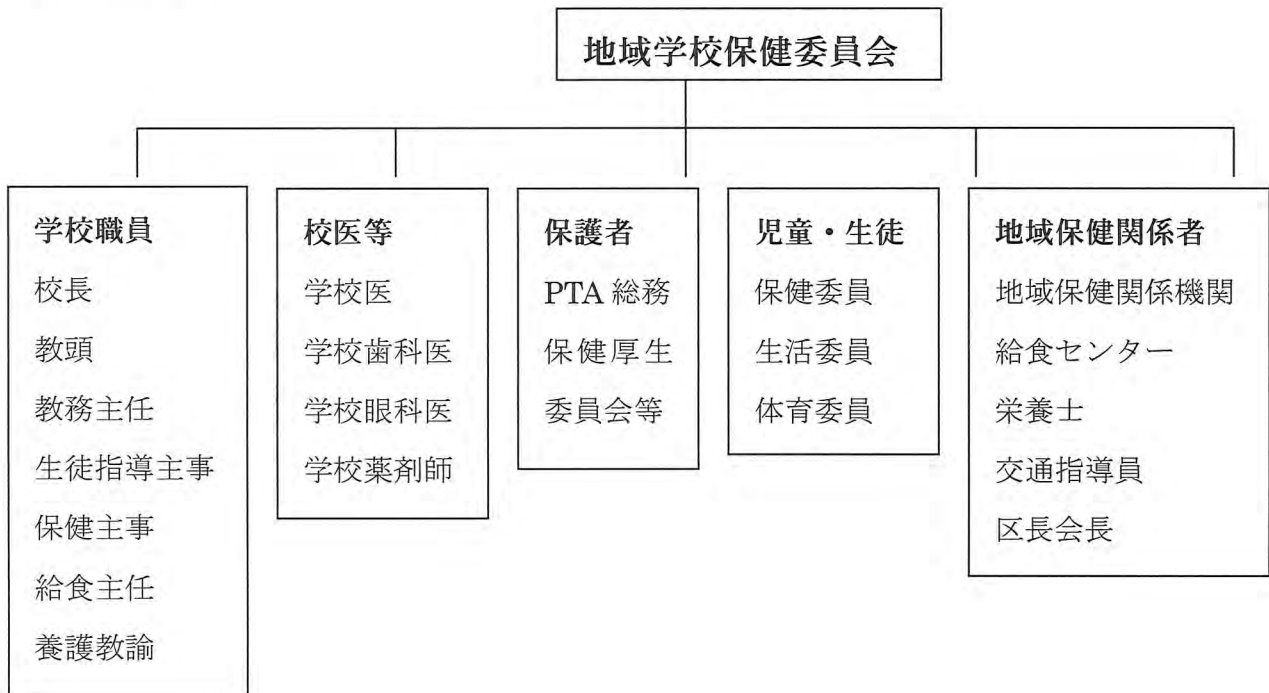 地域学校保健委員会
学校職員
校長
教頭
教務主任
生徒指導主事
保健主事
給食主任
養護教諭
校医等
学校医
学校歯科医
学校眼科医
学校薬剤師
保護者
PTA 総務
保健厚生
委員会等
児童・生徒
保健委員
生活委員
体育委員
地域保健関係者
地域保健関係機関
給食センター
栄養士
交通指導員
区長会長